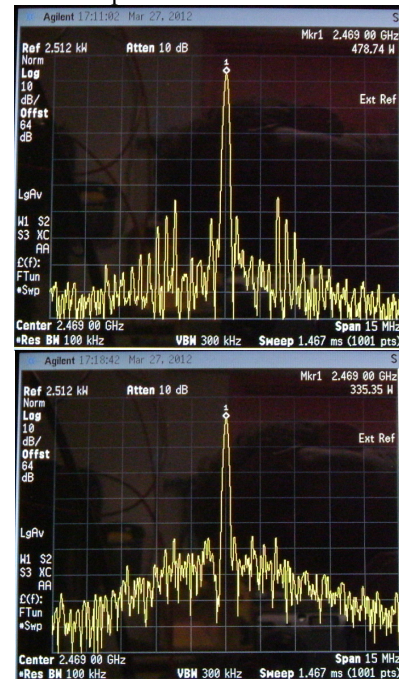 Agilent 17:11:02 Mar 27, 2012 S
Mkr1 2.469 00 GHz
Ref 2.512 kW Atten 10 dB 478.74 W
Norm
Log
10
dB/
Offst
64
dB
1
Ext Ref
LgAv
W1 S2
S3 XC
AA
£(f):
FTun
*Swp
Center 2.469 00 GHz Span 15 MHz
*Res BW 100 kHz VBW 300 kHz Sweep 1.467 ms (1001 pts)
Agilent 17:18:42 Mar 27, 2012 S
Mkr1 2.469 00 GHz
Ref 2.512 kW Atten 10 dB 335.35 W
Norm
Log
10
dB/
Offst
64
dB
1
Ext Ref
LgAv
W1 S2
S3 XC
AA
£(f):
FTun
*Swp
Center 2.469 00 GHz Span 15 MHz
*Res BW 100 kHz VBW 300 kHz Sweep 1.467 ms (1001 pts)